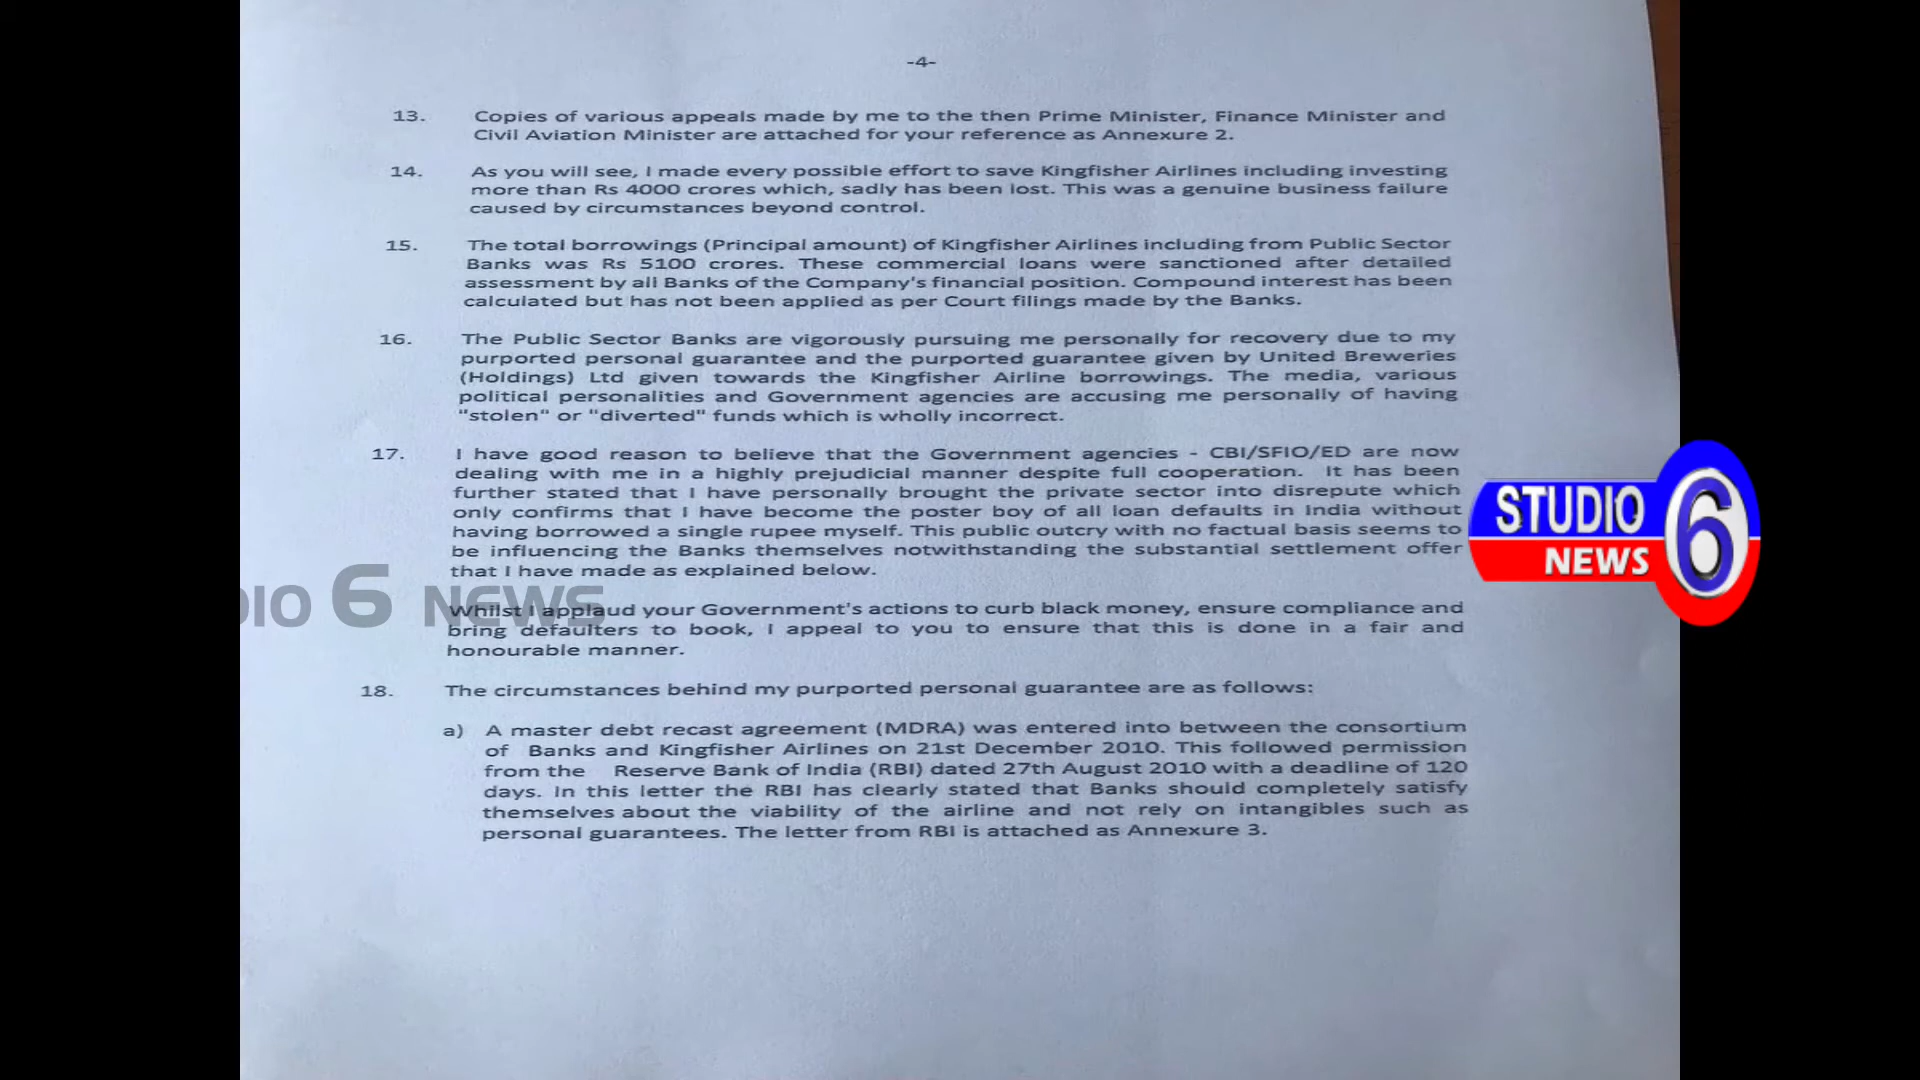 -4-
13. Copies of various appeals made by me to the then Prime Minister, Finance Minister and
Civil Aviation Minister are attached for your reference as Annexure 2.
14. As you will see, I made every possible effort to save Kingfisher Airlines including investing
more than Rs 4000 crores which, sadly has been lost. This was a genuine business failure
caused by circumstances beyond control.
15. The total borrowings (Principal amount) of Kingfisher Airlines including from Public Sector
Banks was Rs 5100 crores. These commercial loans were sanctioned after detailed
assessment by all Banks of the Company's financial position. Compound interest has been
calculated but has not been applied as per Court filings made by the Banks.
16. The Public Sector Banks are vigorously pursuing me personally for recovery due to my
purported personal guarantee and the purported guarantee given by United Breweries
(Holdings) Ltd given towards the Kingfisher Airline borrowings. The media, various
political personalities and Government agencies are accusing me personally of having
"stolen" or "diverted" funds which is wholly incorrect.
17. I have good reason to believe that the Government agencies - CBI/SFIO/ED are now
dealing with me in a highly prejudicial manner despite full cooperation. It has been
further stated that I have personally brought the private sector into disrepute which
only confirms that I have become the poster boy of all loan defaults in India without
having borrowed a single rupee myself. This public outcry with no factual basis seems to
be influencing the Banks themselves notwithstanding the substantial settlement offer
that I have made as explained below.
Whilst I applaud your Government's actions to curb black money, ensure compliance and
bring defaulters to book, I appeal to you to ensure that this is done in a fair and
honourable manner.
18. The circumstances behind my purported personal guarantee are as follows:
a) A master debt recast agreement (MDRA) was entered into between the consortium
of Banks and Kingfisher Airlines on 21st December 2010. This followed permission
from the Reserve Bank of India (RBI) dated 27th August 2010 with a deadline of 120
days. In this letter the RBI has clearly stated that Banks should completely satisfy
themselves about the viability of the airline and not rely on intangibles such as
personal guarantees. The letter from RBI is attached as Annexure 3.
DIO 6 NEWS
STUDIO 6
NEWS